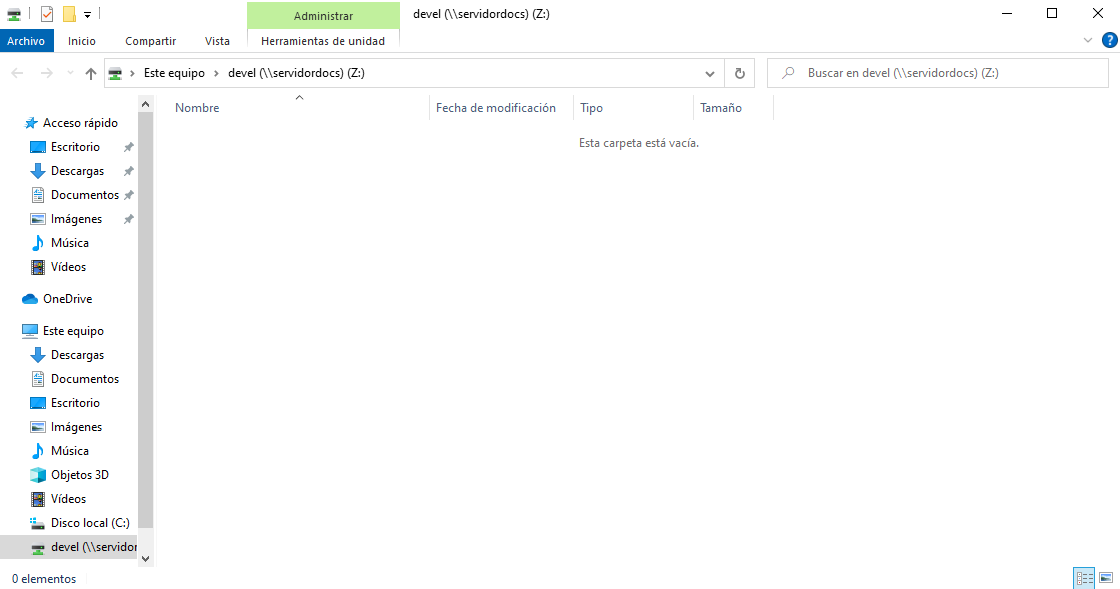 Administrar
devel (\\servidordocs) (Z:)
Archivo
Inicio
Compartir
Vista
Herramientas de unidad
?
Este equipo > devel (\\servidordocs) (Z:)
Buscar en devel (\\servidordocs) (Z:)
Nombre
Fecha de modificación
Tipo
Tamaño
Esta carpeta está vacía.
Acceso rápido
Escritorio
Descargas
Documentos
Imágenes
Música
Vídeos
OneDrive
Este equipo
Descargas
Documentos
Escritorio
Imágenes
Música
Objetos 3D
Vídeos
Disco local (C:)
devel (\\servidor
0 elementos